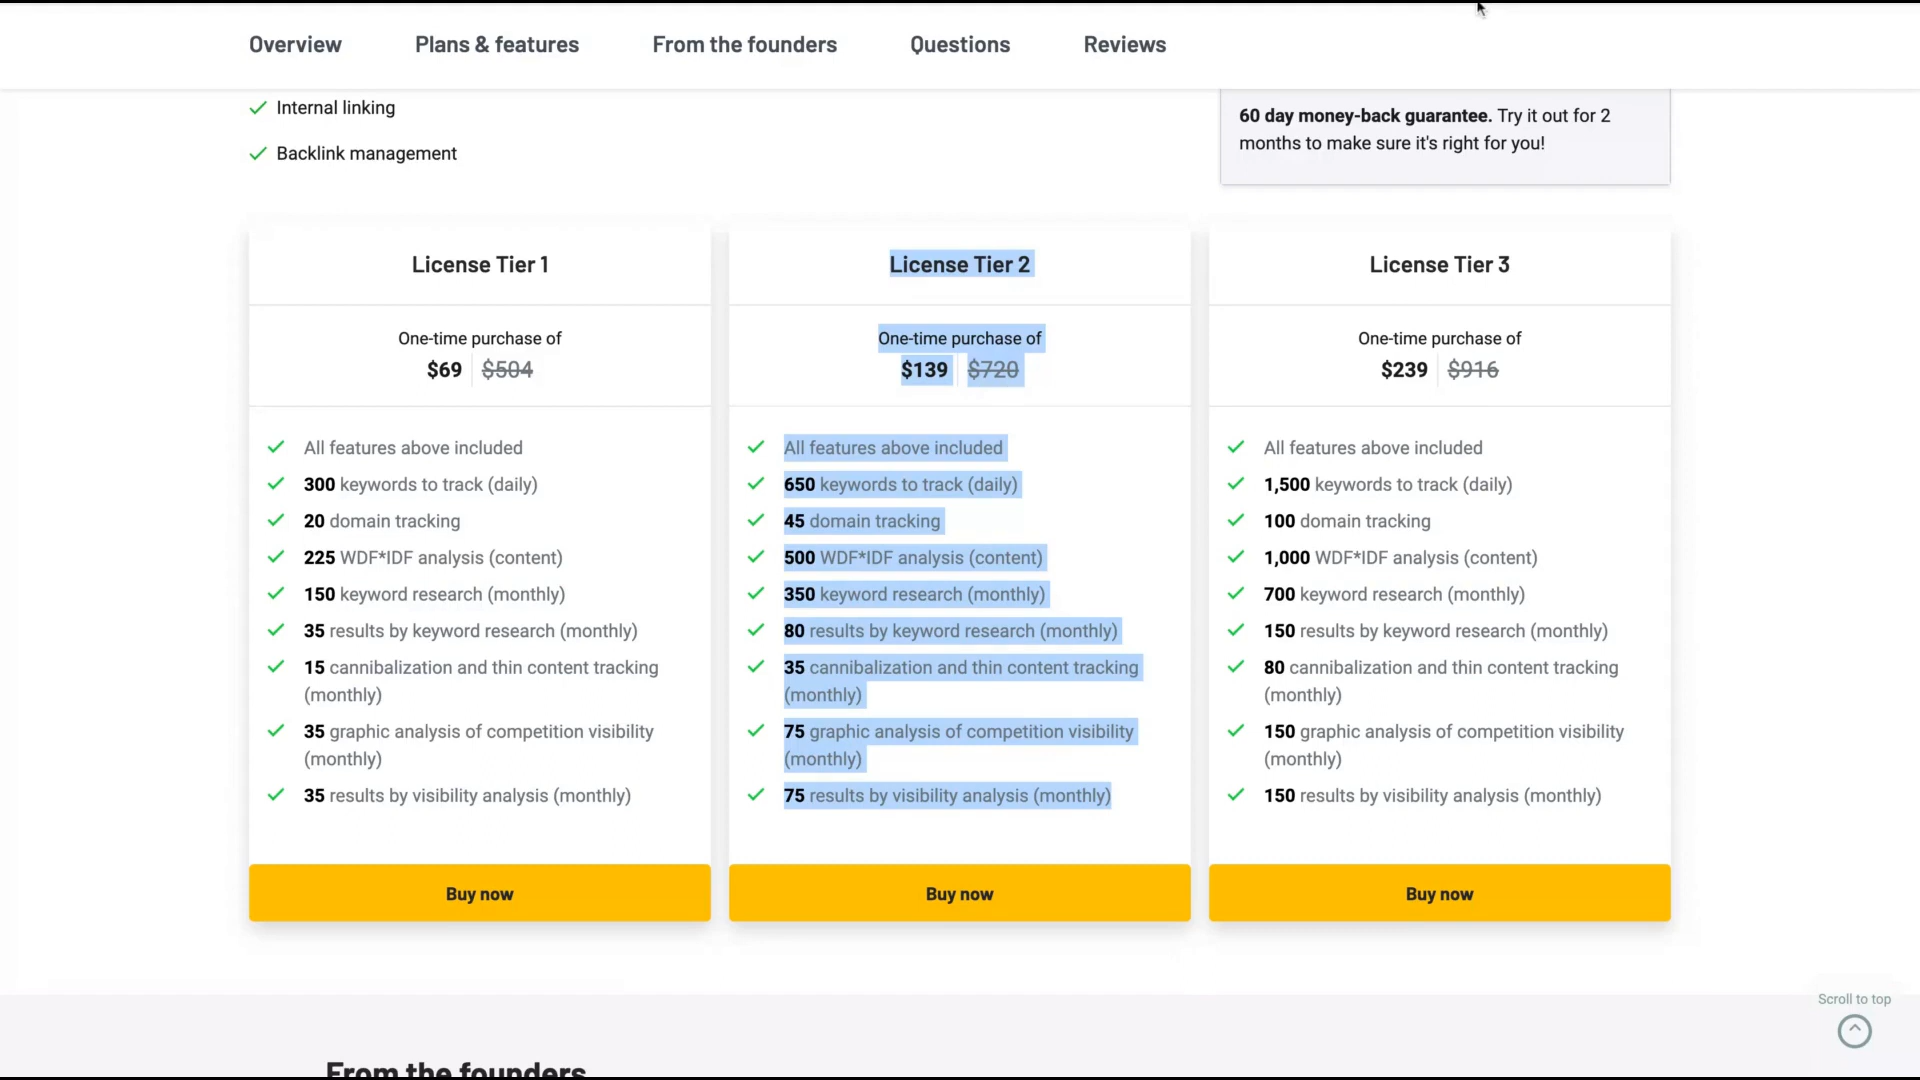 Overview
Plans & features
From the founders
Questions
Reviews
Internal linking
Backlink management
60 day money-back guarantee. Try it out for 2
months to make sure it's right for you!
License Tier 1
One-time purchase of
$69 $504
All features above included
300 keywords to track (daily)
20 domain tracking
225 WDF*IDF analysis (content)
150 keyword research (monthly)
35 results by keyword research (monthly)
15 cannibalization and thin content tracking
(monthly)
35 graphic analysis of competition visibility
(monthly)
35 results by visibility analysis (monthly)
Buy now
License Tier 2
One-time purchase of
$139 $720
All features above included
650 keywords to track (daily)
45 domain tracking
500 WDF*IDF analysis (content)
350 keyword research (monthly)
80 results by keyword research (monthly)
35 cannibalization and thin content tracking
(monthly)
75 graphic analysis of competition visibility
(monthly)
75 results by visibility analysis (monthly)
Buy now
License Tier 3
One-time purchase of
$239 $916
All features above included
1,500 keywords to track (daily)
100 domain tracking
1,000 WDF*IDF analysis (content)
700 keyword research (monthly)
150 results by keyword research (monthly)
80 cannibalization and thin content tracking
(monthly)
150 graphic analysis of competition visibility
(monthly)
150 results by visibility analysis (monthly)
Buy now
Scroll to top
From the founders